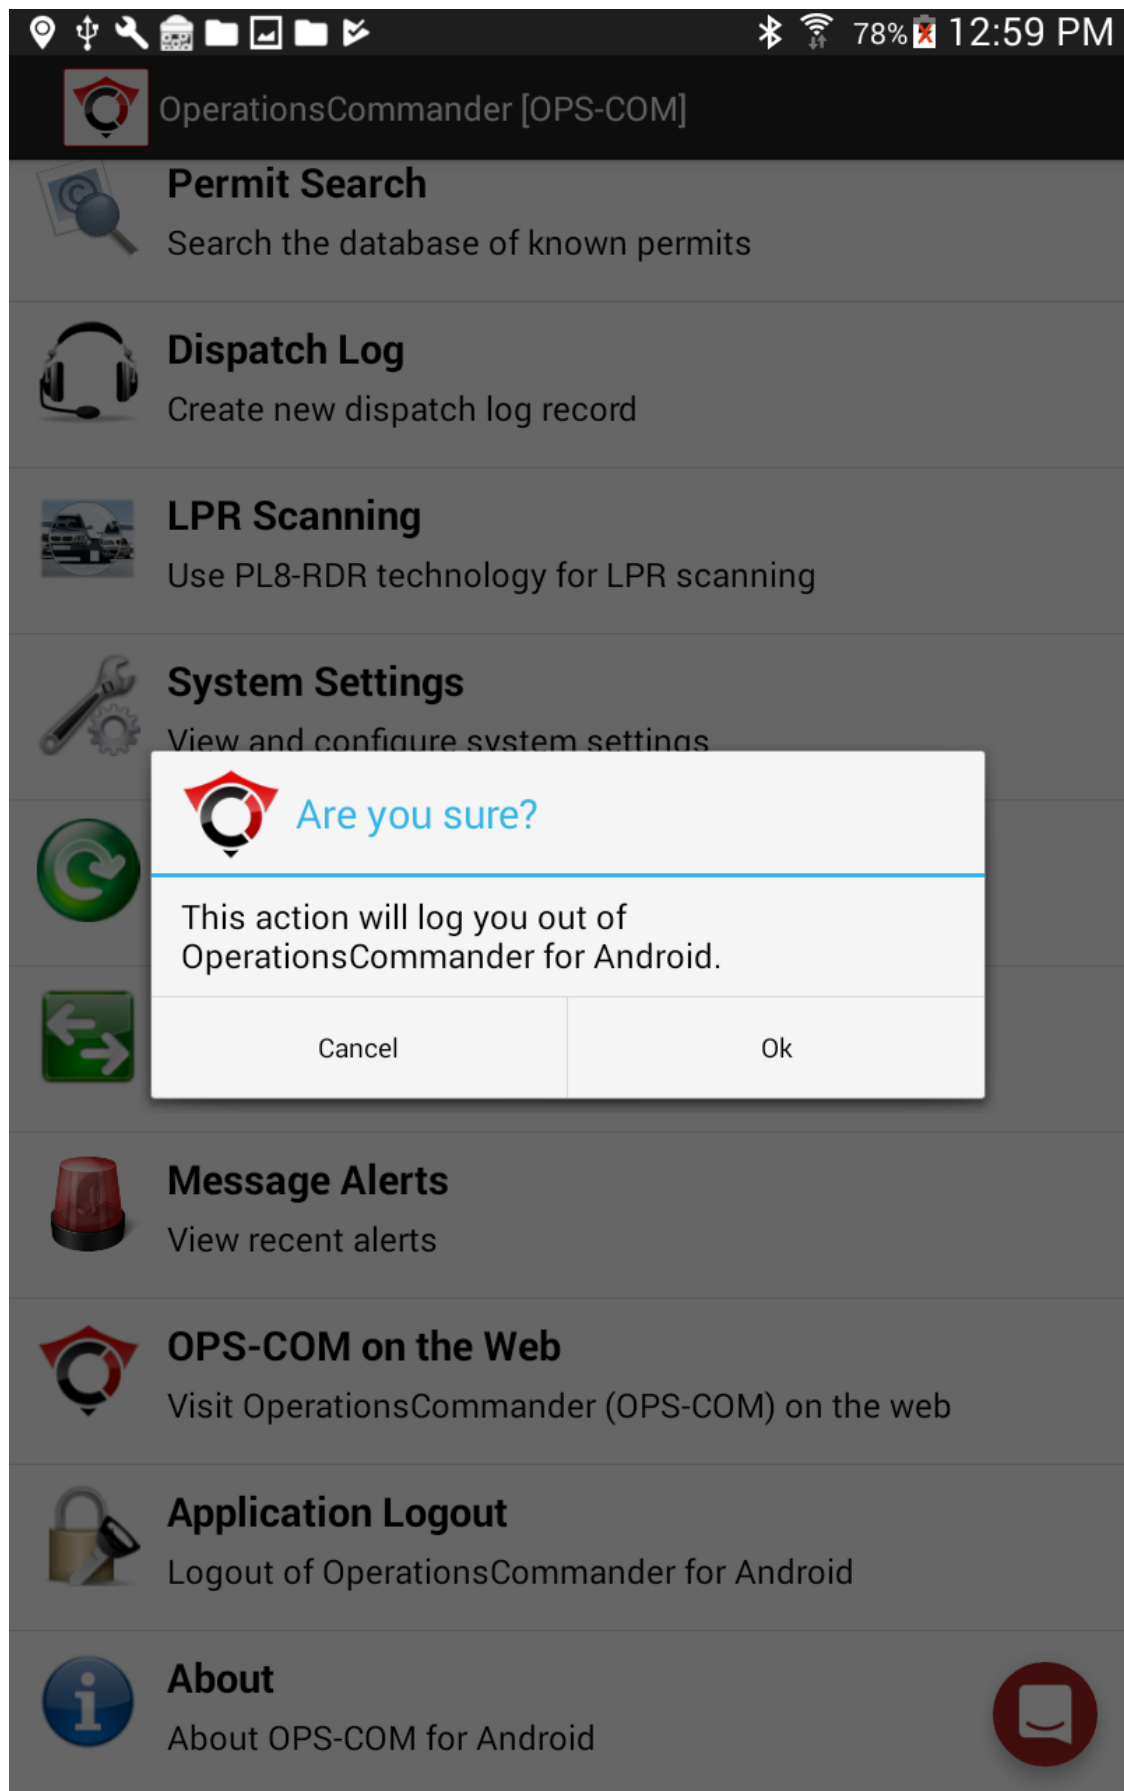 78% 12:59 PM
OperationsCommander [OPS-COM]
Permit Search
Search the database of known permits
Dispatch Log
Create new dispatch log record
LPR Scanning
Use PL8-RDR technology for LPR scanning
System Settings
View and configure system settings
Are you sure?
This action will log you out of
OperationsCommander for Android.
Cancel Ok
Message Alerts
View recent alerts
OPS-COM on the Web
Visit OperationsCommander (OPS-COM) on the web
Application Logout
Logout of OperationsCommander for Android
About
About OPS-COM for Android